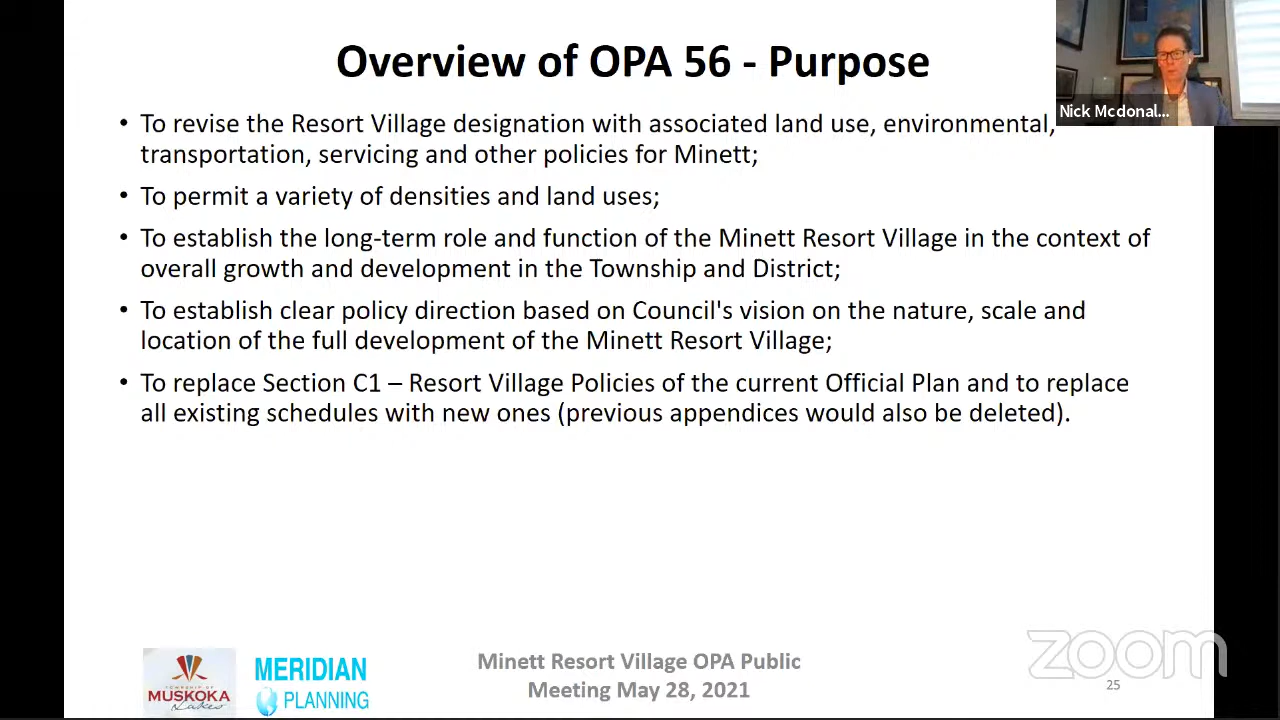 Overview of OPA 56 - Purpose
Nick Mcdonal...
• To revise the Resort Village designation with associated land use, environmental,
transportation, servicing and other policies for Minett;
• To permit a variety of densities and land uses;
• To establish the long-term role and function of the Minett Resort Village in the context of
overall growth and development in the Township and District;
• To establish clear policy direction based on Council's vision on the nature, scale and
location of the full development of the Minett Resort Village;
• To replace Section C1 – Resort Village Policies of the current Official Plan and to replace
all existing schedules with new ones (previous appendices would also be deleted).
TOWNSHIP OF
MUSKOKA
Lakes
MERIDIAN
PLANNING
Minett Resort Village OPA Public
Meeting May 28, 2021
zoom
25